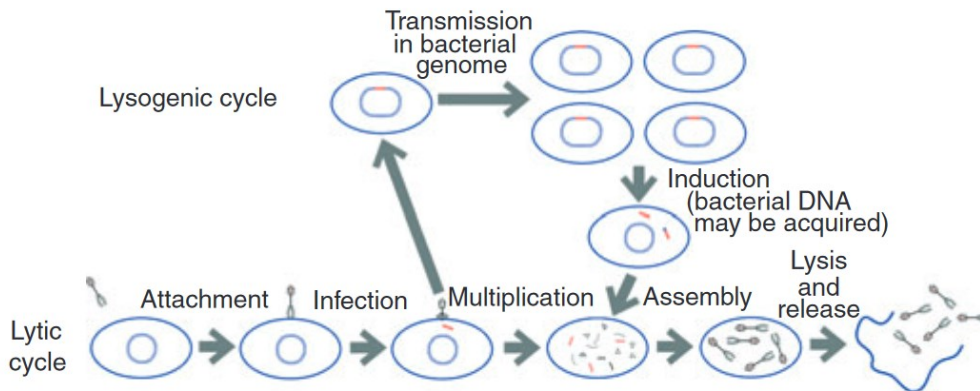 Transmission
in bacterial
genome
Lysogenic cycle
Induction
(bacterial DNA
may be acquired)
Lysis
and
release
Attachment
Infection
Multiplication
Assembly
Lytic
cycle